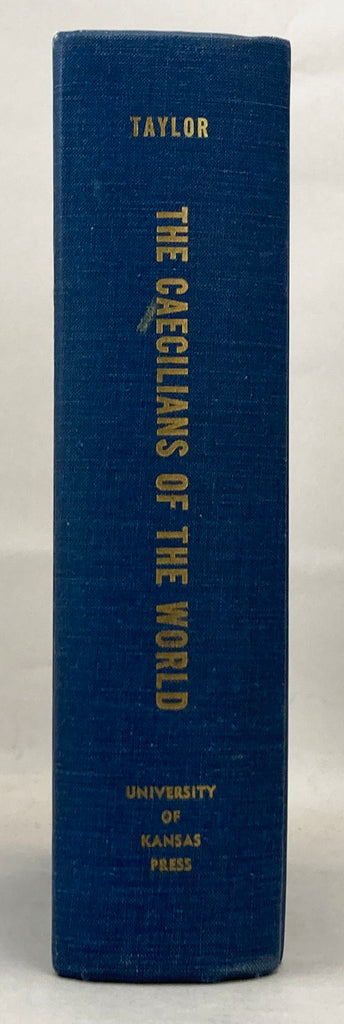 TAYLOR
THE CAECILIANS OF THE WORLD
UNIVERSITY
OF
KANSAS
PRESS